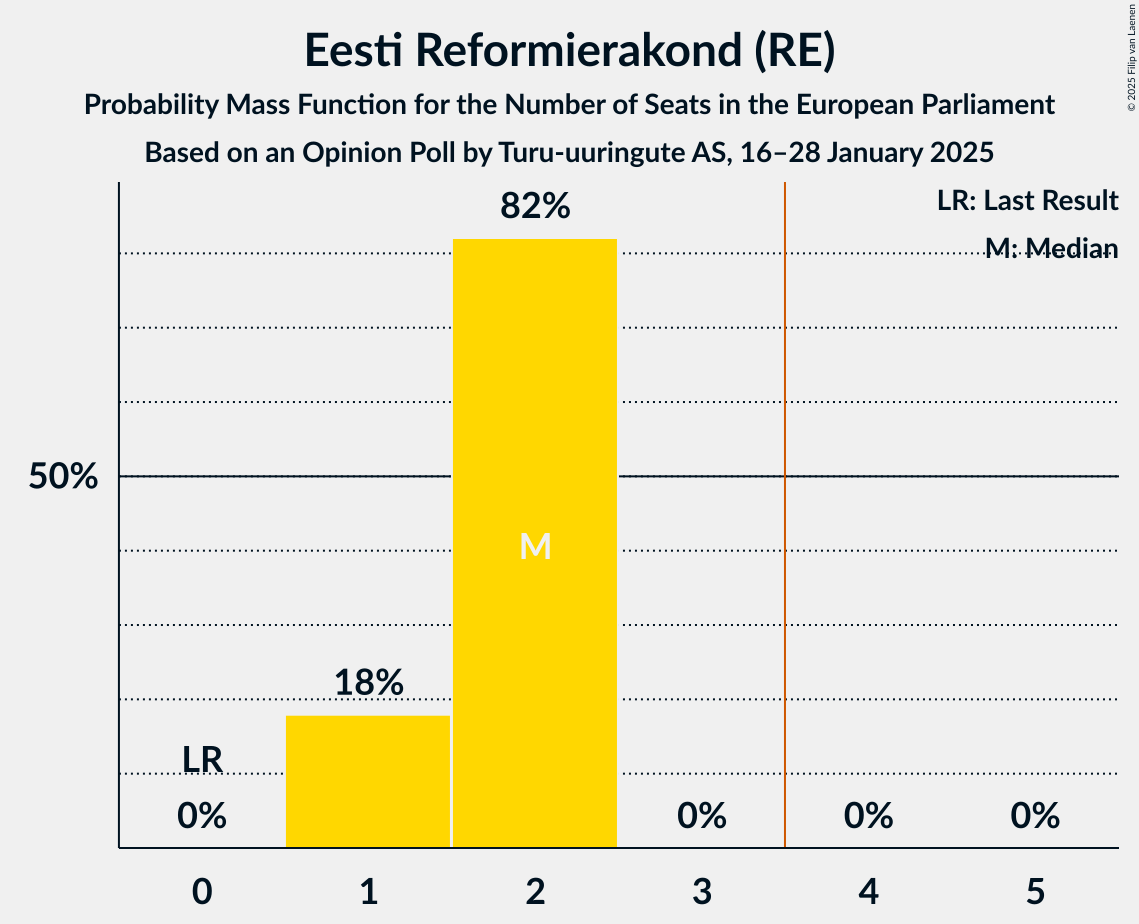 Eesti Reformierakond (RE)
Probability Mass Function for the Number of Seats in the European Parliament
Based on an Opinion Poll by Turu-uuringute AS, 16–28 January 2025
© 2025 Filip van Laenen
LR: Last Result
M: Median
82%
50%
M
18%
LR
0%
0%
0%
0%
0
1
2
3
4
5